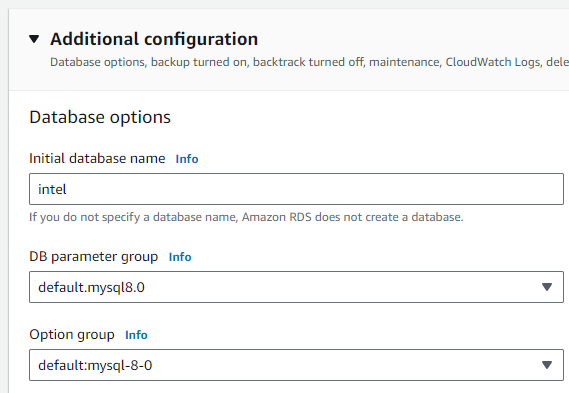 Additional configuration
Database options, backup turned on, backtrack turned off, maintenance, CloudWatch Logs, dele
Database options
Initial database name Info
intel
If you do not specify a database name, Amazon RDS does not create a database.
DB parameter group Info
default.mysql8.0
Option group Info
default:mysql-8-0